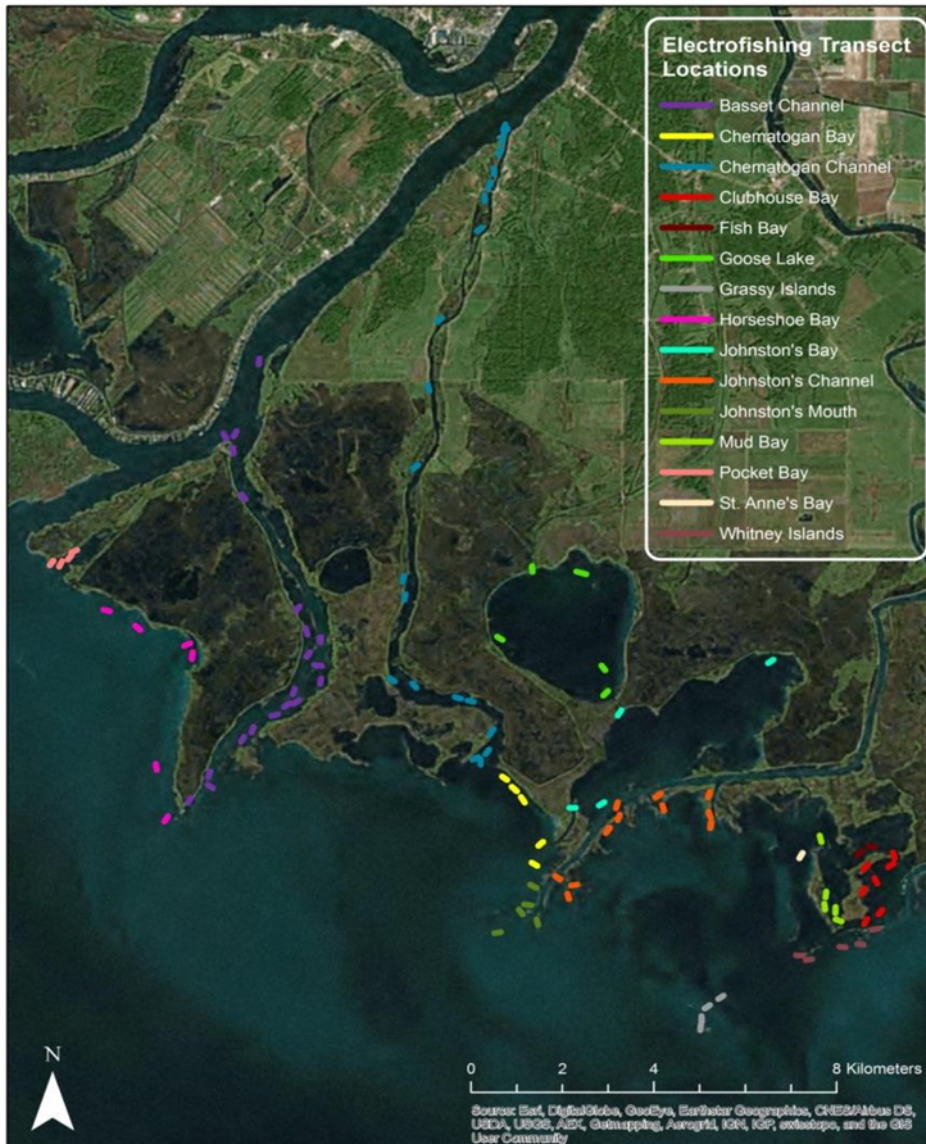 Electrofishing Transect
Locations
Basset Channel
Chematogan Bay
Chematogan Channel
Clubhouse Bay
Fish Bay
Goose Lake
Grassy Islands
Horseshoe Bay
Johnston's Bay
Johnston's Channel
Johnston's Mouth
Mud Bay
Pocket Bay
St. Anne's Bay
Whitney Islands
N
0 2 4 8 Kilometers
Source: Esri, DigitalGlobe, GeoEye, Earthstar Geographics, CNES/Airbus DS,
USDA, USGS, AEX, Getmapping, Aerogrid, IGN, IGP, swisstopo, and the GIS
User Community